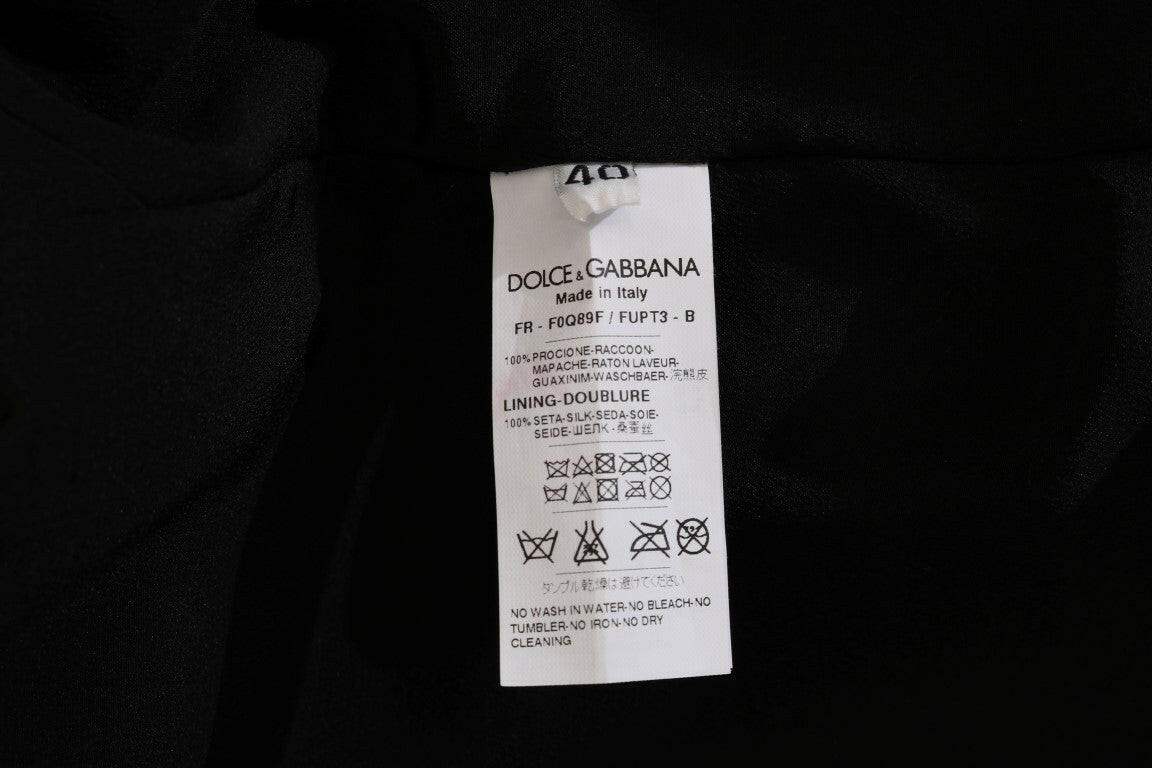 40
DOLCE & GABBANA
Made in Italy
FR - F0Q89F / FUPT3 - B
100% PROCIONE-RACCOON-
MAPACHE-RATON LAVEUR-
GUAXINIM-WASCHBAER-浣熊皮
LINING-DOUBLURE
100% SETA-SILK-SEDA-SOIE-
SEIDE-ШЕЛК-桑蚕丝
タンブル乾燥は避けてください
NO WASH IN WATER-NO BLEACH-NO
TUMBLER-NO IRON-NO DRY
CLEANING